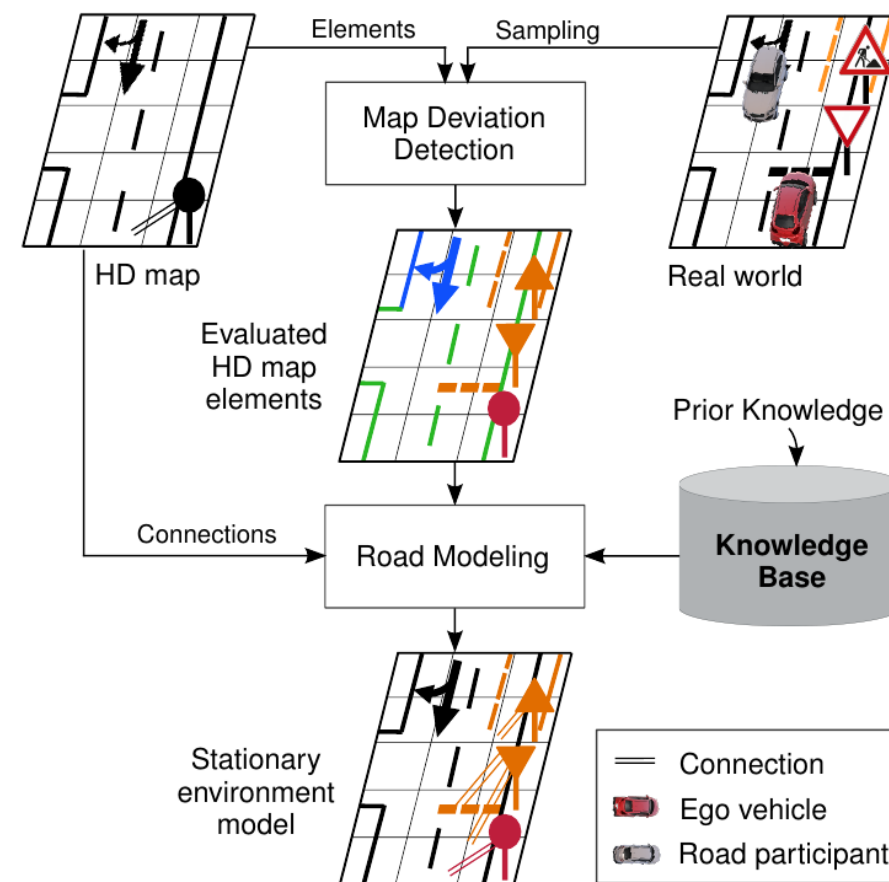 Elements
Sampling
Map Deviation
Detection
HD map
Real world
Evaluated
HD map
elements
Prior Knowledge
Connections
Road Modeling
Knowledge
Base
Stationary
environment
model
Connection
Ego vehicle
Road participant